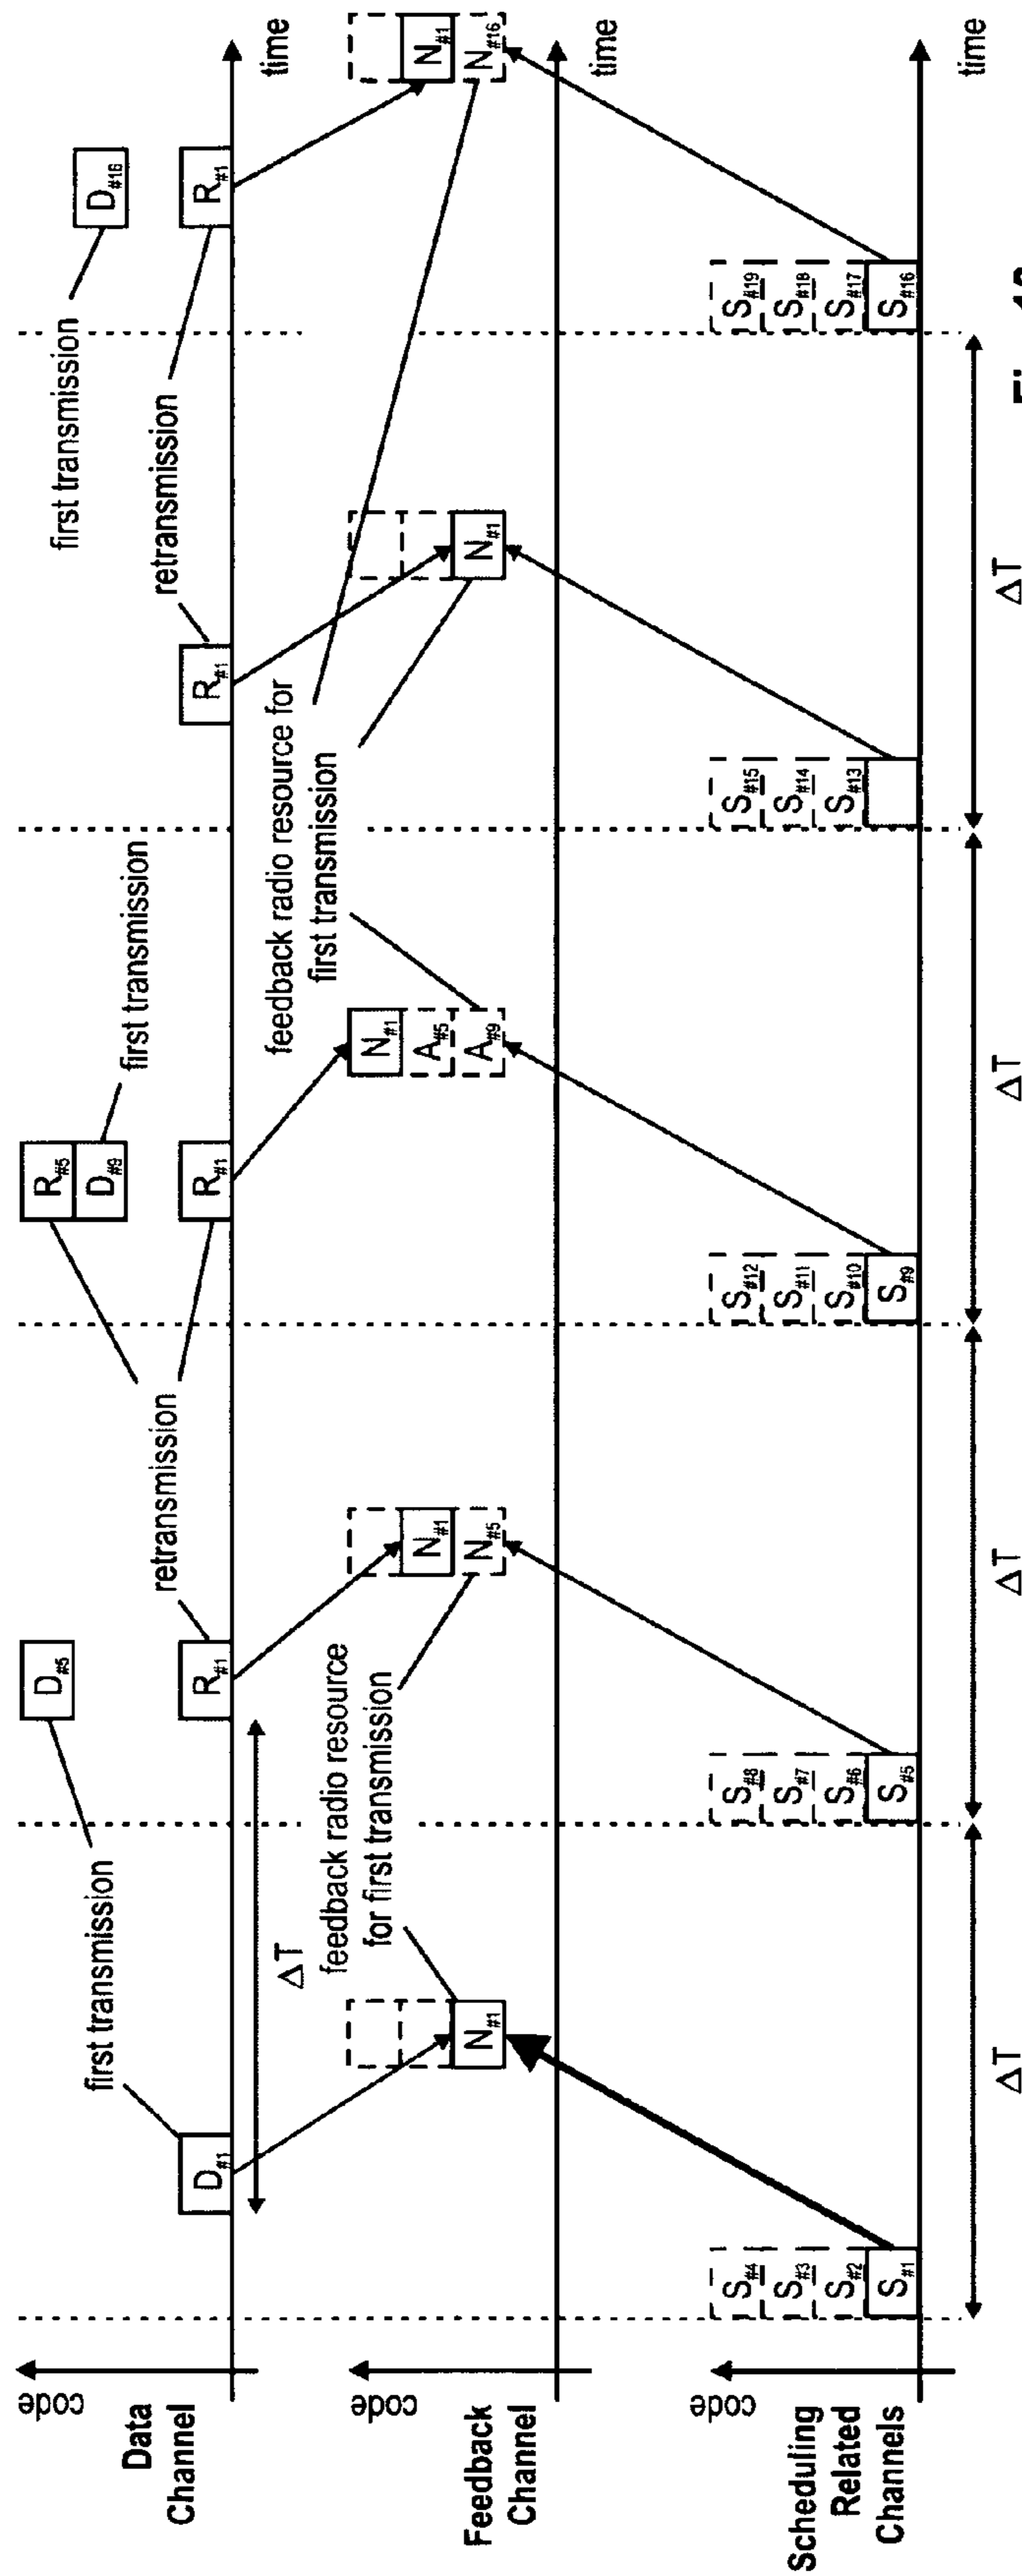 Data
Channel
code
D#1
first transmission
D#5
R#1
retransmission
R#5
D#9
R#1
first transmission
R#1
retransmission
first transmission
D#16
R#1
time
ΔT
Feedback
Channel
code
feedback radio resource
for first transmission
N#1
N#1
N#5
N#1
A#5
A#9
feedback radio resource for
first transmission
N#1
N#1
N#16
time
Scheduling
Related
Channels
code
S#4
S#3
S#2
S#1
S#8
S#7
S#6
S#5
S#12
S#11
S#10
S#9
S#15
S#14
S#13
S#19
S#18
S#17
S#16
time
ΔT
ΔT
ΔT
ΔT